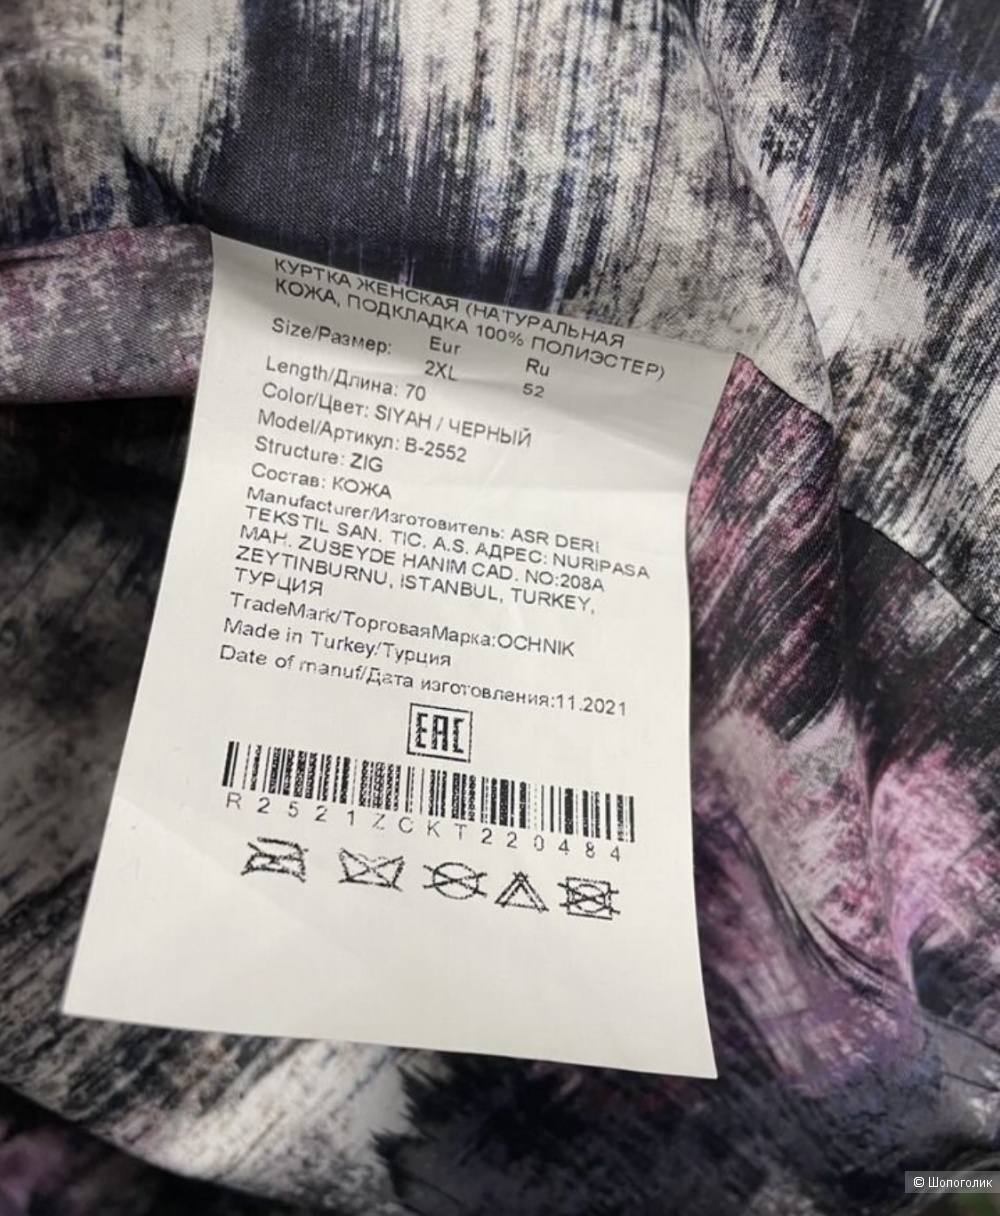 КУРТКА ЖЕНСКАЯ (НАТУРАЛЬНАЯ
КОЖА, ПОДКЛАДКА 100% ПОЛИЭСТЕР)
Size/Размер: Eur Ru
2XL 52
Length/Длина: 70
Color/Цвет: SIYAH / ЧЕРНЫЙ
Model/Артикул: B-2552
Structure: ZIG
Состав: КОЖА
Manufacturer/Изготовитель: ASR DERI
TEKSTIL SAN. TIC. A.S. АДРЕС: NURIPASA
MAH. ZUBEYDE HANIM CAD. NO:208A
ZEYTINBURNU, ISTANBUL, TURKEY,
ТУРЦИЯ
TradeMark/ТорговаяМарка:OCHNIK
Made in Turkey/Турция
Date of manuf/Дата изготовления:11.2021
EAC
R2521ZCKT220484
© Шопоголик